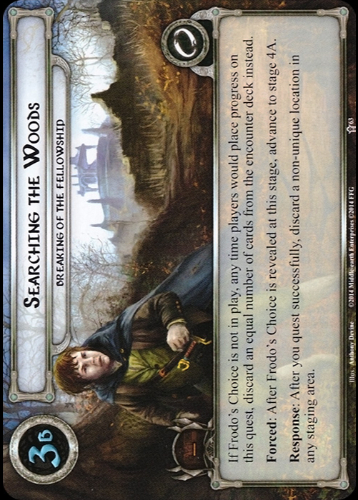 3B
SEARCHING THE WOODS
BREAKING OF THE FELLOWSHIP
If Frodo's Choice is not in play, any time players would place progress on
this quest, discard an equal number of cards from the encounter deck instead.
Forced: After Frodo's Choice is revealed at this stage, advance to stage 4A.
Response: After you quest successfully, discard a non-unique location in
any staging area.
Illus. Anthony Devine ©2014 Middle-earth Enterprises ©2014 FFG 63